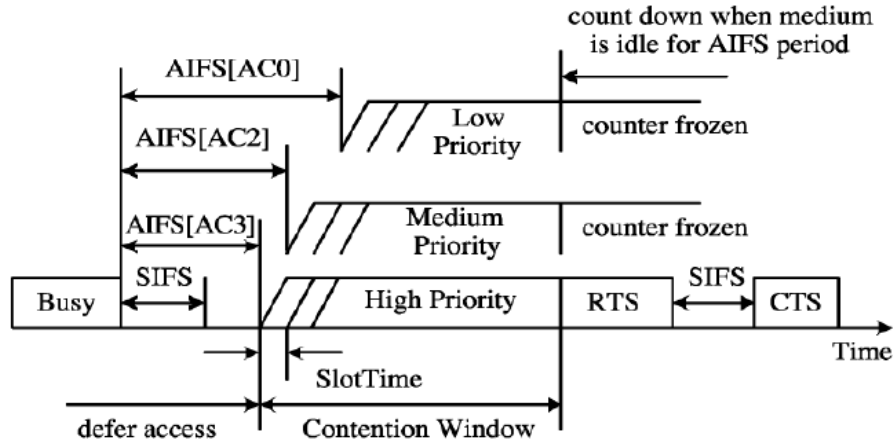 count down when medium
is idle for AIFS period
AIFS[AC0]
Low
Priority
counter frozen
AIFS[AC2]
Medium
Priority
counter frozen
AIFS[AC3]
Busy
SIFS
High Priority
RTS
SIFS
CTS
Time
SlotTime
defer access
Contention Window